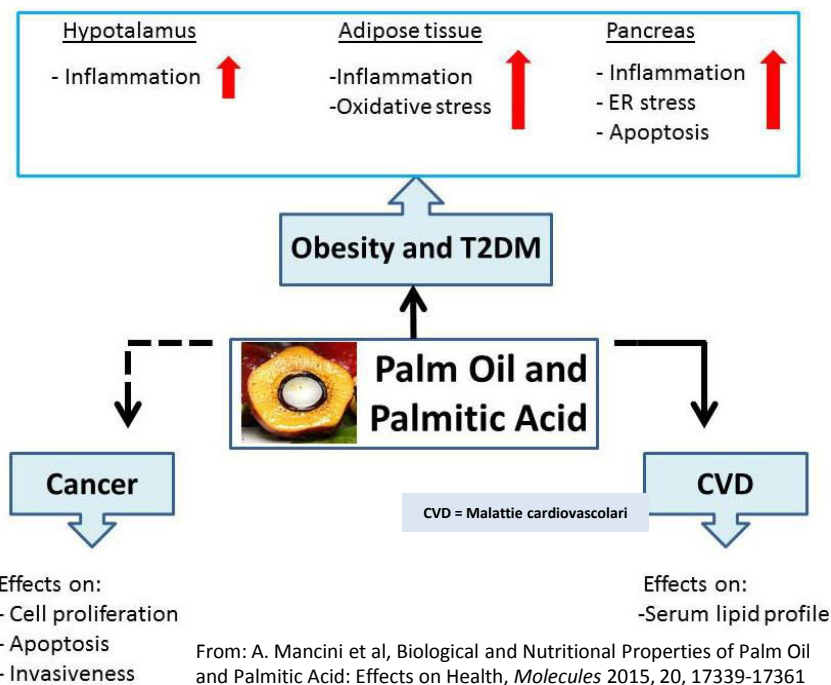 Hypotalamus
- Inflammation
Adipose tissue
-Inflammation
-Oxidative stress
Pancreas
- Inflammation
- ER stress
- Apoptosis
Obesity and T2DM
Palm Oil and
Palmitic Acid
Cancer
CVD
CVD = Malattie cardiovascolari
Effects on:
- Cell proliferation
- Apoptosis
- Invasiveness
Effects on:
-Serum lipid profile
From: A. Mancini et al, Biological and Nutritional Properties of Palm Oil
and Palmitic Acid: Effects on Health, Molecules 2015, 20, 17339-17361